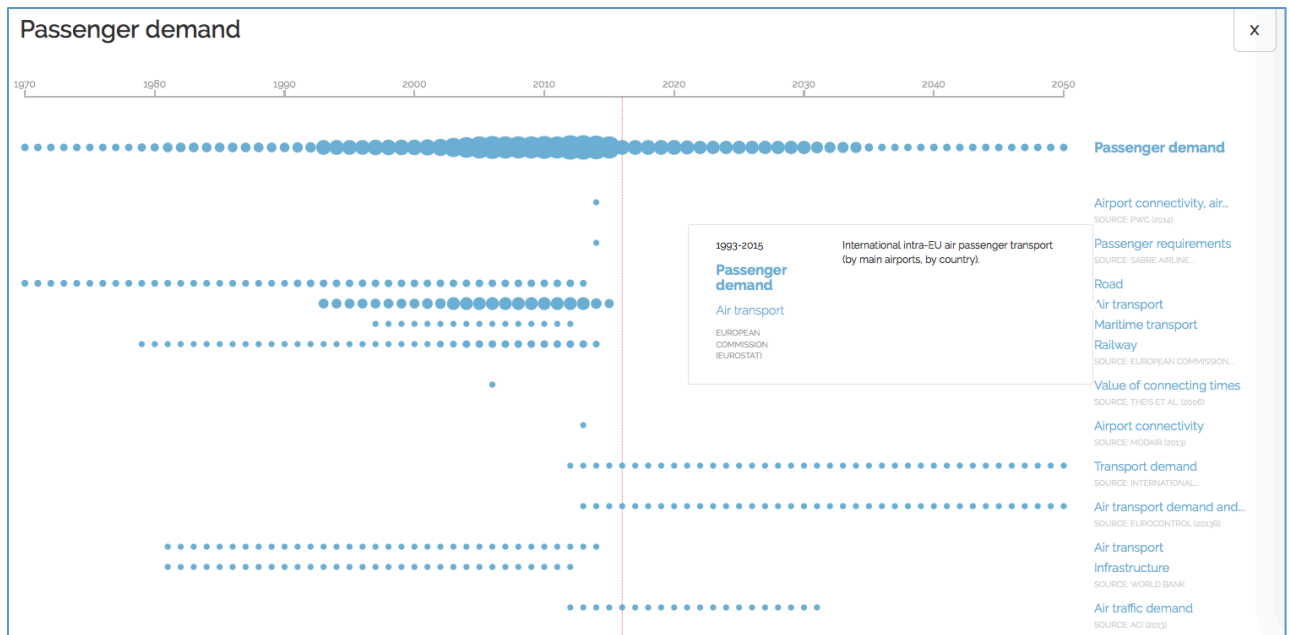 Passenger demand
X
1970 1980 1990 2000 2010 2020 2030 2040 2050
Passenger demand
Airport connectivity, air...
SOURCE: PWC (2014)
1993-2015
Passenger
demand
Air transport
EUROPEAN
COMMISSION
(EUROSTAT)
International intra-EU air passenger transport
(by main airports, by country).
Passenger requirements
SOURCE: SABRE AIRLINE...
Road
Air transport
Maritime transport
Railway
SOURCE: EUROPEAN COMMISSION...
Value of connecting times
SOURCE: THEIS ET AL. (2006)
Airport connectivity
SOURCE: MODAIR (2013)
Transport demand
SOURCE: INTERNATIONAL...
Air transport demand and...
SOURCE: EUROCONTROL (2013B)
Air transport
Infrastructure
SOURCE: WORLD BANK
Air traffic demand
SOURCE: ACI (2013)